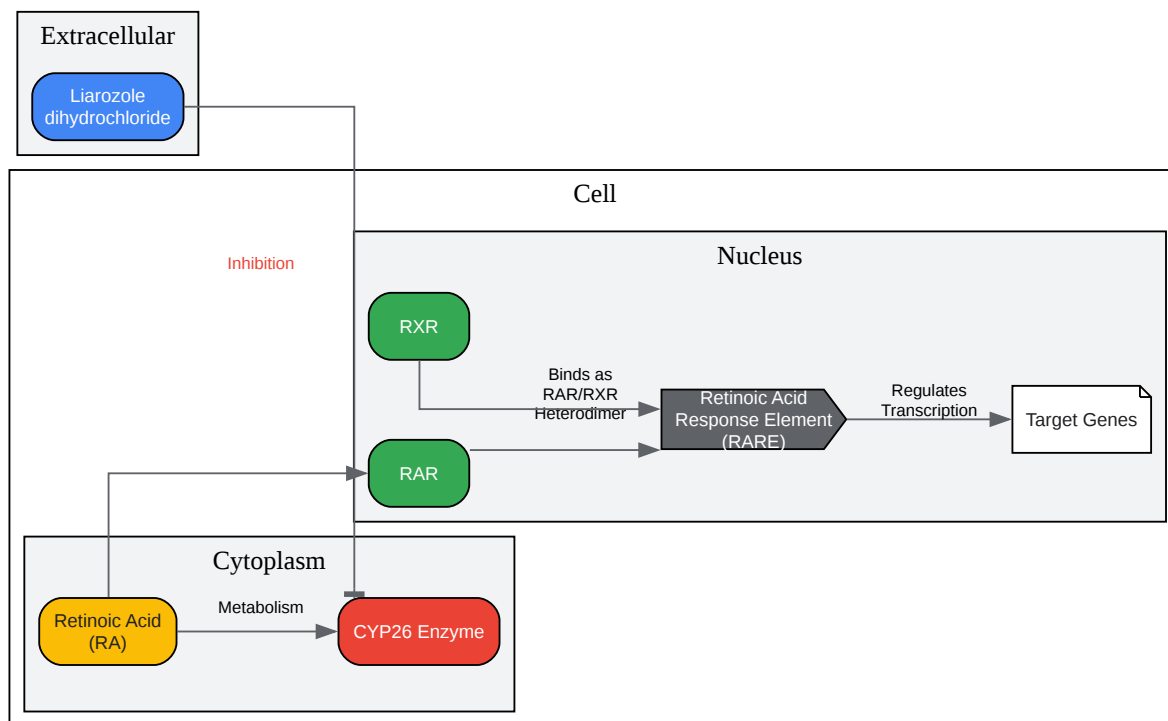 Extracellular
Liarozole
dihydrochloride
Cell
Inhibition
Nucleus
RXR
Binds as
RAR/RXR
Heterodimer
Retinoic Acid
Response Element
(RARE)
Regulates
Transcription
Target Genes
RAR
Cytoplasm
Retinoic Acid
(RA)
Metabolism
CYP26 Enzyme